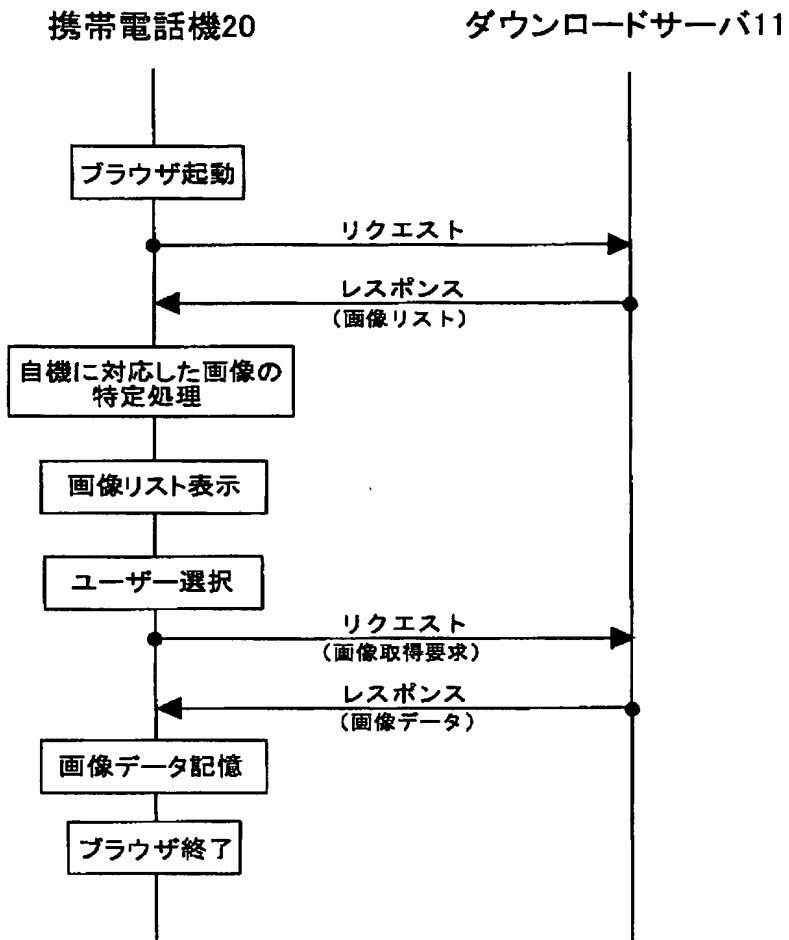 携帯電話機20
ダウンロードサーバ11
ブラウザ起動
リクエスト
レスポンス
(画像リスト)
自機に対応した画像の
特定処理
画像リスト表示
ユーザー選択
リクエスト
(画像取得要求)
レスポンス
(画像データ)
画像データ記憶
ブラウザ終了